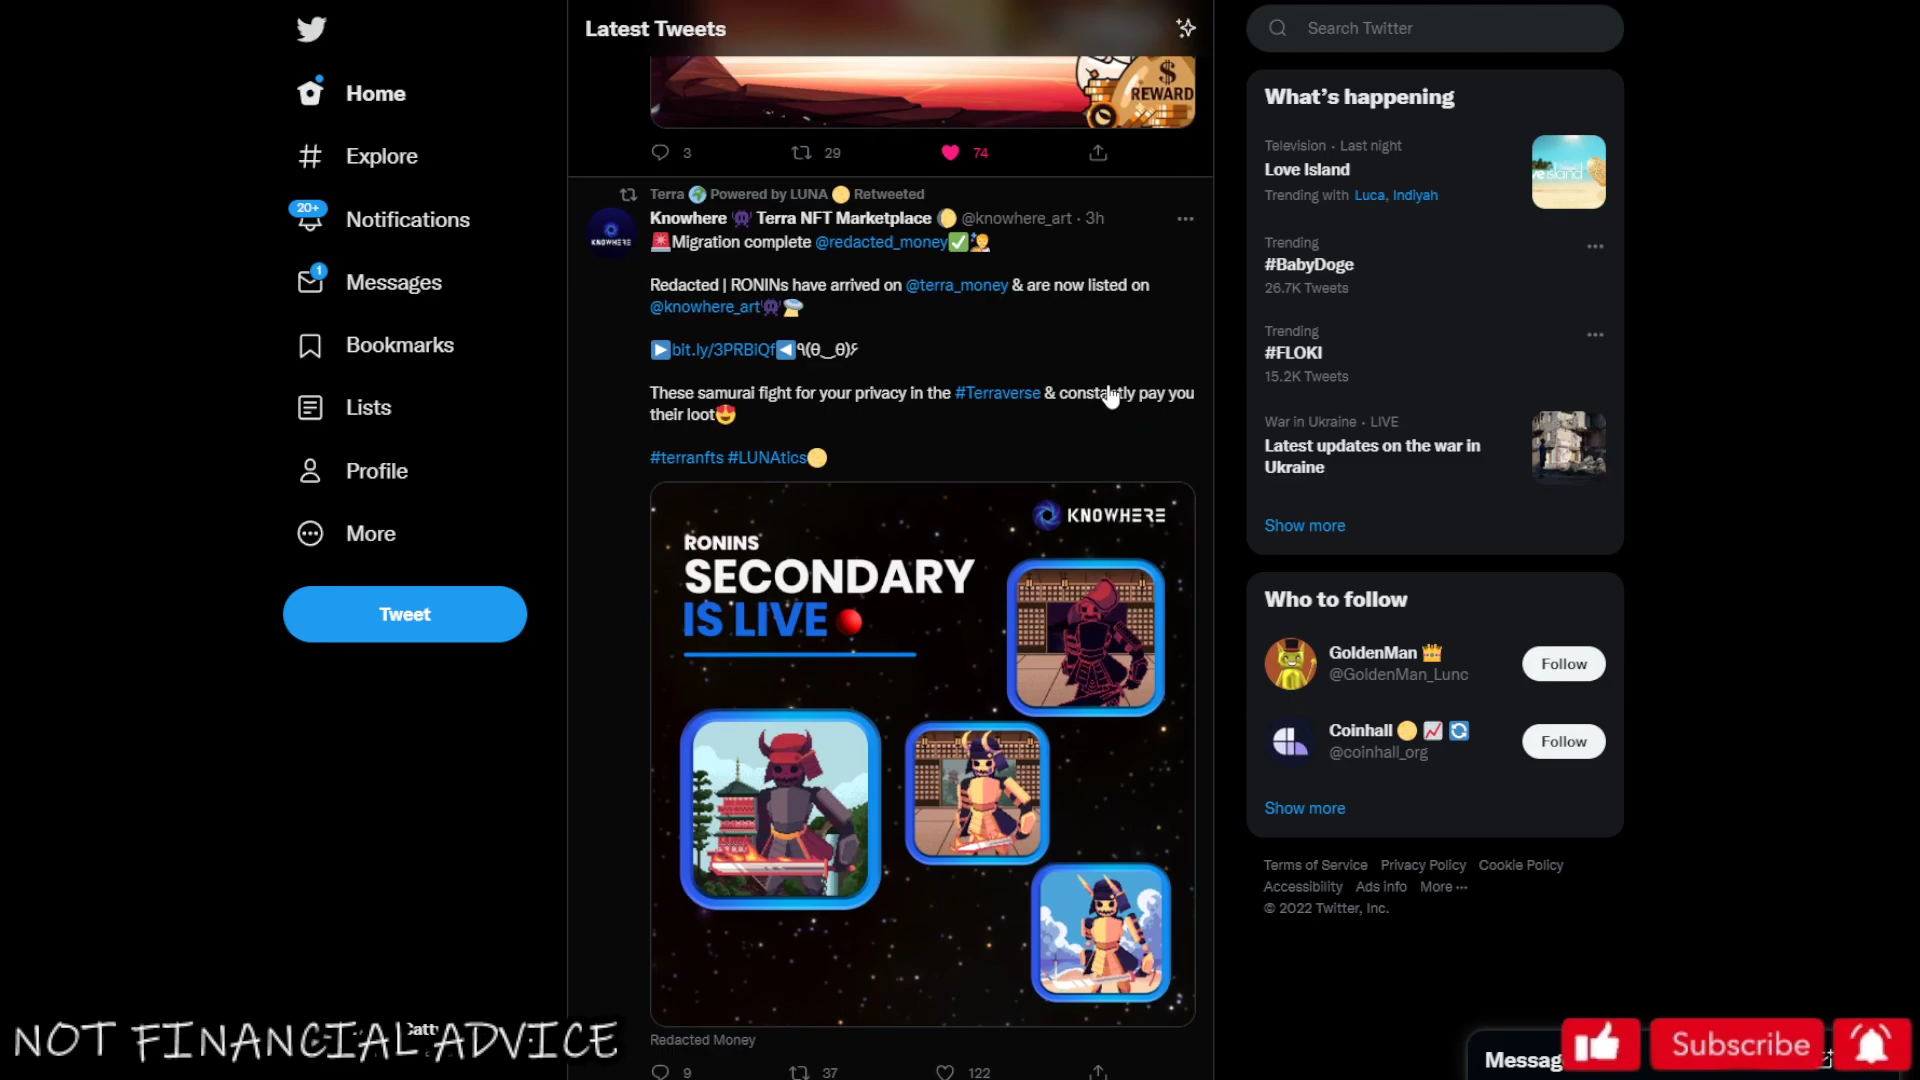 Home
Explore
20+
Notifications
1
Messages
Bookmarks
Lists
Profile
More
Tweet
Latest Tweets
$
REWARD
3 29 74
Terra 🌍 Powered by LUNA 🌕 Retweeted
KNOWHERE
Knowhere 👾 Terra NFT Marketplace 🌔 @knowhere_art · 3h
🚨Migration complete @redacted_money✅🧑‍🚀
Redacted | RONINs have arrived on @terra_money & are now listed on
@knowhere_art👾🛸
▶️bit.ly/3PRBiQf◀️٩(θ‿θ)۶
These samurai fight for your privacy in the #Terraverse & constantly pay you
their loot😍
#terranfts #LUNAtics🌕
KNOWHERE
RONINS
SECONDARY
IS LIVE
Redacted Money
9 37 122
Search Twitter
What's happening
Television · Last night
Love Island
Trending with Luca, Indiyah
Trending
#BabyDoge
26.7K Tweets
Trending
#FLOKI
15.2K Tweets
War in Ukraine · LIVE
Latest updates on the war in
Ukraine
Show more
Who to follow
GoldenMan 👑
@GoldenMan_Lunc
Follow
Coinhall 🌕 📈 🔄
@coinhall_org
Follow
Show more
Terms of Service Privacy Policy Cookie Policy
Accessibility Ads info More ···
© 2022 Twitter, Inc.
NOT FINANCIAL ADVICE
Subscribe